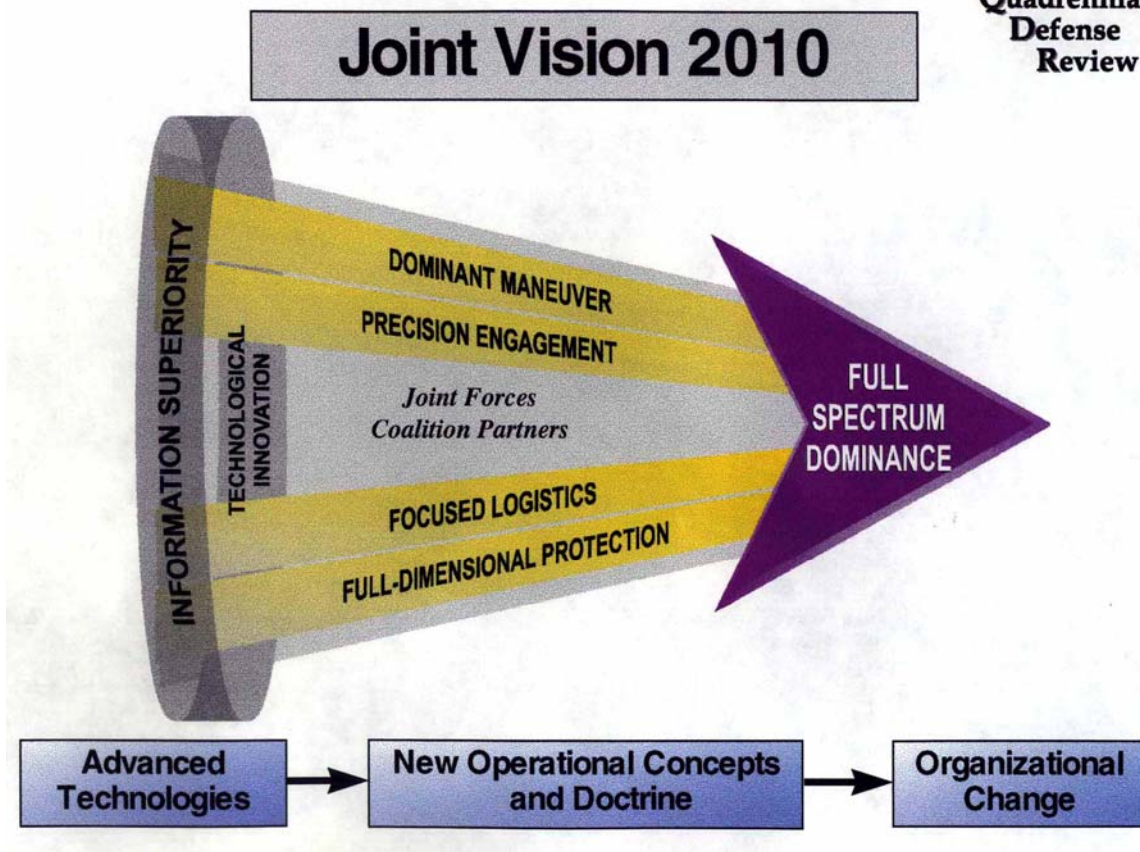 Quadrennia
Defense
Review
Joint Vision 2010
INFORMATION SUPERIORITY
TECHNOLOGICAL
INNOVATION
DOMINANT MANEUVER
PRECISION ENGAGEMENT
Joint Forces
Coalition Partners
FOCUSED LOGISTICS
FULL-DIMENSIONAL PROTECTION
FULL
SPECTRUM
DOMINANCE
Advanced
Technologies
New Operational Concepts
and Doctrine
Organizational
Change